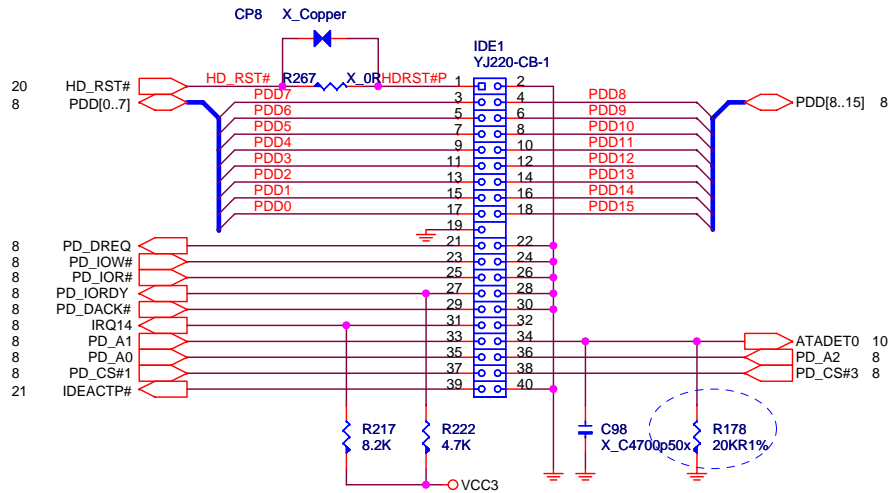 CP8 X_Copper
IDE1
YJ220-CB-1
20 HD_RST# HD_RST# R267 X_0R HDRST#P 1 2
8 PDD[0..7] PDD7 3 4 PDD8 PDD[8..15] 8
PDD6 5 6 PDD9
PDD5 7 8 PDD10
PDD4 9 10 PDD11
PDD3 11 12 PDD12
PDD2 13 14 PDD13
PDD1 15 16 PDD14
PDD0 17 18 PDD15
19
8 PD_DREQ 21 22
8 PD_IOW# 23 24
8 PD_IOR# 25 26
8 PD_IORDY 27 28
8 PD_DACK# 29 30
8 IRQ14 31 32
8 PD_A1 33 34 ATADET0 10
8 PD_A0 35 36 PD_A2 8
8 PD_CS#1 37 38 PD_CS#3 8
21 IDEACTP# 39 40
R217 R222 C98 R178
8.2K 4.7K X_C4700p50x 20KR1%
VCC3